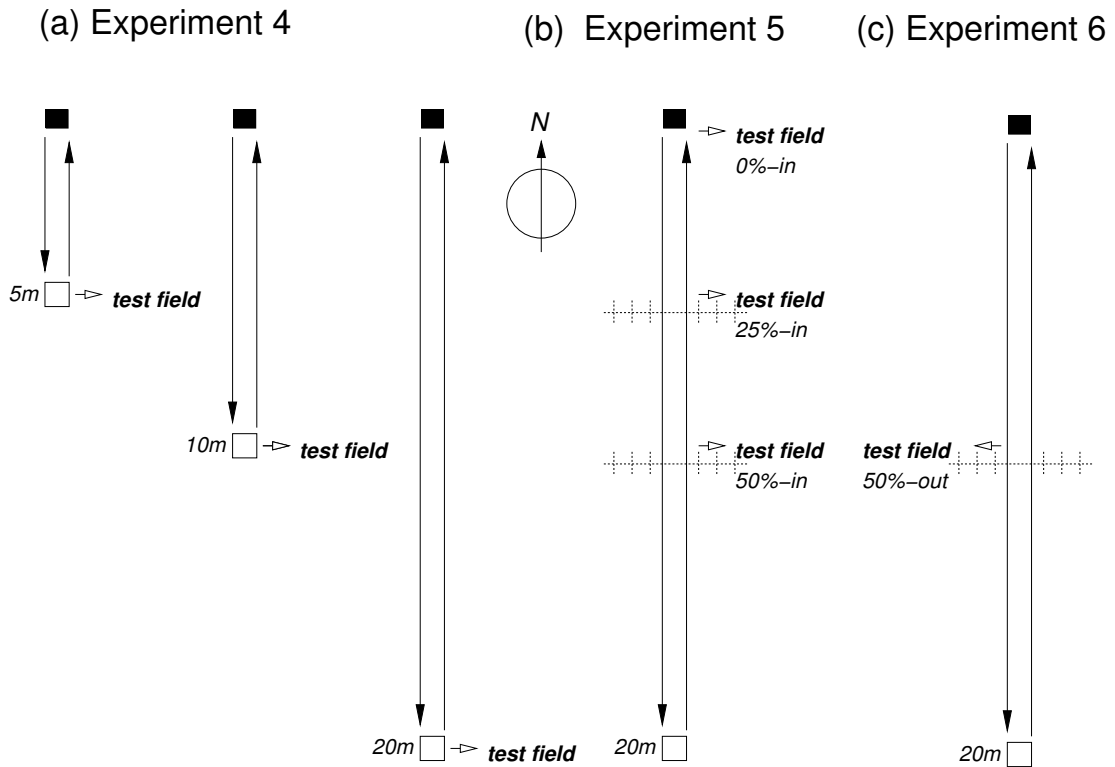 (a) Experiment 4
(b) Experiment 5
(c) Experiment 6
N
test field
0%−in
5m
test field
test field
25%−in
10m
test field
test field
50%−in
test field
50%−out
20m
test field
20m
20m